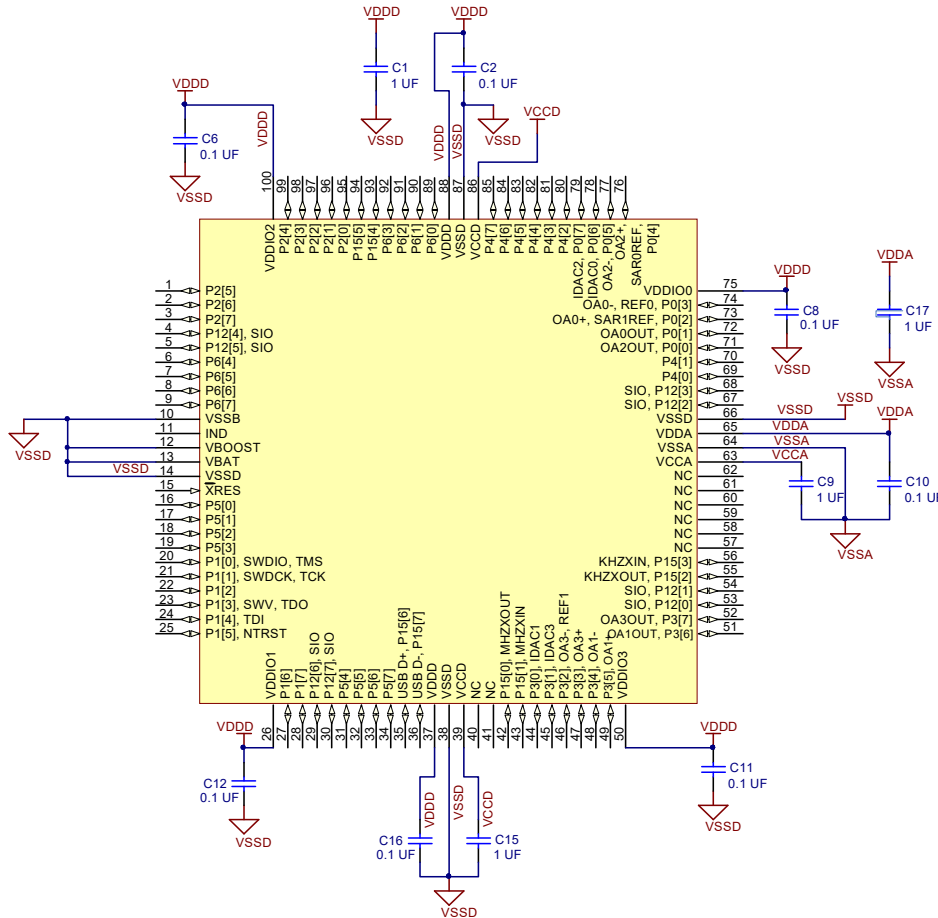 VDDD
C1
1 UF
VSSD
VDDD
C2
0.1 UF
VSSD
VDDD
C6
0.1 UF
VSSD
VDDD
VDDD
VSSD
VCCD
100
99
98
97
96
95
94
93
92
91
90
89
88
87
86
85
84
83
82
81
80
79
78
77
76
VDDIO2
P2[4]
P2[3]
P2[2]
P2[1]
P2[0]
P15[5]
P15[4]
P6[3]
P6[2]
P6[1]
P6[0]
VDDD
VSSD
VCCD
P4[7]
P4[6]
P4[5]
P4[4]
P4[3]
P4[2]
IDAC2, P0[7]
IDAC0, P0[6]
OA2-, P0[5]
OA2+,
SAR0REF,
P0[4]
1 P2[5]
2 P2[6]
3 P2[7]
4 P12[4], SIO
5 P12[5], SIO
6 P6[4]
7 P6[5]
8 P6[6]
9 P6[7]
10 VSSB
11 IND
12 VBOOST
13 VBAT
VSSD 14 VSSD
15 XRES
16 P5[0]
17 P5[1]
18 P5[2]
19 P5[3]
20 P1[0], SWDIO, TMS
21 P1[1], SWDCK, TCK
22 P1[2]
23 P1[3], SWV, TDO
24 P1[4], TDI
25 P1[5], NTRST
VSSD
VDDIO0 75
OA0-, REF0, P0[3] 74
OA0+, SAR1REF, P0[2] 73
OA0OUT, P0[1] 72
OA2OUT, P0[0] 71
P4[1] 70
P4[0] 69
SIO, P12[3] 68
SIO, P12[2] 67
VSSD 66 VSSD
VDDA 65 VDDA
VSSA 64 VSSA
VCCA 63 VCCA
NC 62
NC 61
NC 60
NC 59
NC 58
NC 57
KHZXIN, P15[3] 56
KHZXOUT, P15[2] 55
SIO, P12[1] 54
SIO, P12[0] 53
OA3OUT, P3[7] 52
OA1OUT, P3[6] 51
VDDD
C8
0.1 UF
VSSD
VDDA
C17
1 UF
VSSA
VSSD
VDDA
C9
1 UF
C10
0.1 UF
VSSA
VDDIO1
P1[6]
P1[7]
P12[6], SIO
P12[7], SIO
P5[4]
P5[5]
P5[6]
P5[7]
USB D+, P15[6]
USB D-, P15[7]
VDDD
VSSD
VCCD
NC
NC
P15[0], MHZXOUT
P15[1], MHZXIN
P3[0], IDAC1
P3[1], IDAC3
P3[2], OA3-, REF1
P3[3], OA3+
P3[4], OA1-
P3[5], OA1+
VDDIO3
26
27
28
29
30
31
32
33
34
35
36
37
38
39
40
41
42
43
44
45
46
47
48
49
50
VDDD
C12
0.1 UF
VSSD
VDDD
VSSD
VCCD
C16
0.1 UF
C15
1 UF
VSSD
VDDD
C11
0.1 UF
VSSD